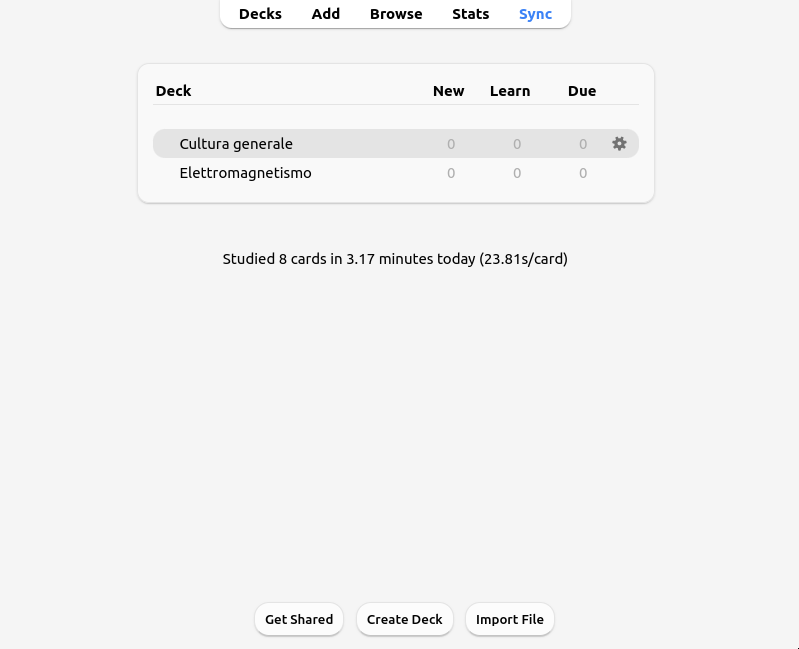 Decks Add Browse Stats Sync
Deck New Learn Due
Cultura generale 0 0 0
Elettromagnetismo 0 0 0
Studied 8 cards in 3.17 minutes today (23.81s/card)
Get Shared Create Deck Import File